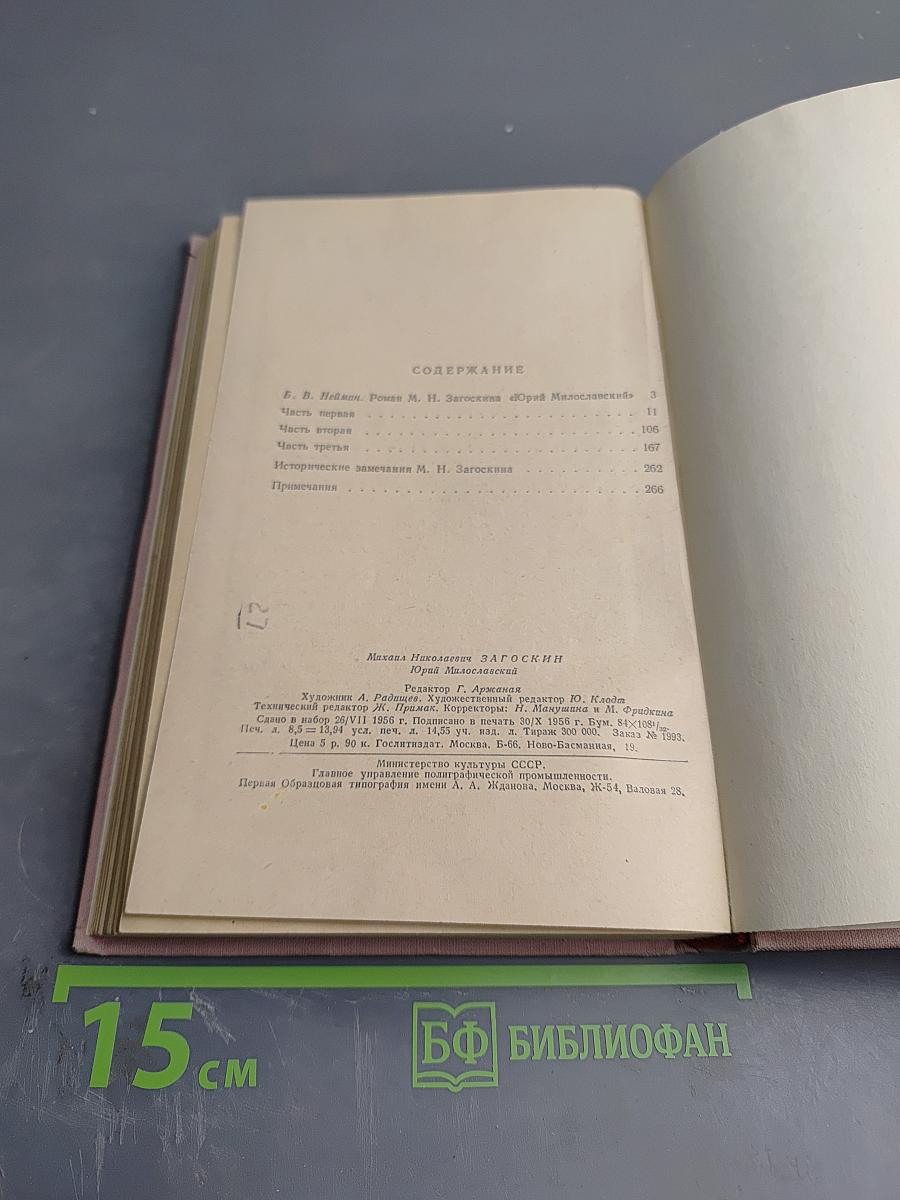 СОДЕРЖАНИЕ
Б. В. Нейман. Роман М. Н. Загоскина «Юрий Милославский» 3
Часть первая . . . . . . . . . . . . . . . . . . . . . . . 11
Часть вторая . . . . . . . . . . . . . . . . . . . . . . . 106
Часть третья . . . . . . . . . . . . . . . . . . . . . . . 167
Исторические замечания М. Н. Загоскина . . . . . . . . . 262
Примечания . . . . . . . . . . . . . . . . . . . . . . . . 266
27
Михаил Николаевич ЗАГОСКИН
Юрий Милославский
Редактор Г. Аржаная
Художник А. Радищев. Художественный редактор Ю. Клодт
Технический редактор Ж. Примак. Корректоры: Н. Манушина и М. Фридкина
Сдано в набор 26/VII 1956 г. Подписано в печать 30/X 1956 г. Бум. 84×108¹/₃₂.
Печ. л. 8,5 = 13,94 усл. печ. л. 14,55 уч. изд. л. Тираж 300 000. Заказ № 1993.
Цена 5 р. 90 к. Гослитиздат. Москва, Б-66, Ново-Басманная, 19.
Министерство культуры СССР.
Главное управление полиграфической промышленности.
Первая Образцовая типография имени А. А. Жданова. Москва, Ж-54, Валовая 28.
15 см
БФ БИБЛИОФАН